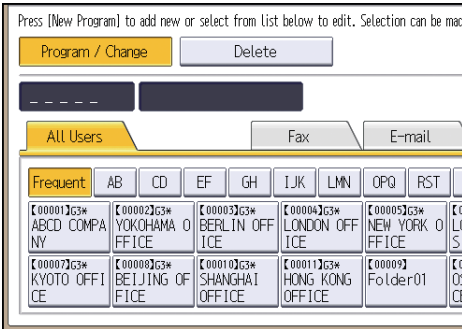 Press [New Program] to add new or select from list below to edit. Selection can be mad
Program / Change Delete
_ _ _ _ _
All Users Fax E-mail
Frequent AB CD EF GH IJK LMN OPQ RST
【00001】G3* 【00002】G3* 【00003】G3* 【00004】G3* 【00005】G3*
ABCD COMPA YOKOHAMA O BERLIN OFF LONDON OFF NEW YORK O
NY FFICE ICE ICE FFICE
【00007】G3* 【00008】G3* 【00010】G3* 【00011】G3* 【00009】
KYOTO OFFI BEIJING OF SHANGHAI HONG KONG Folder01
CE FICE OFFICE OFFICE